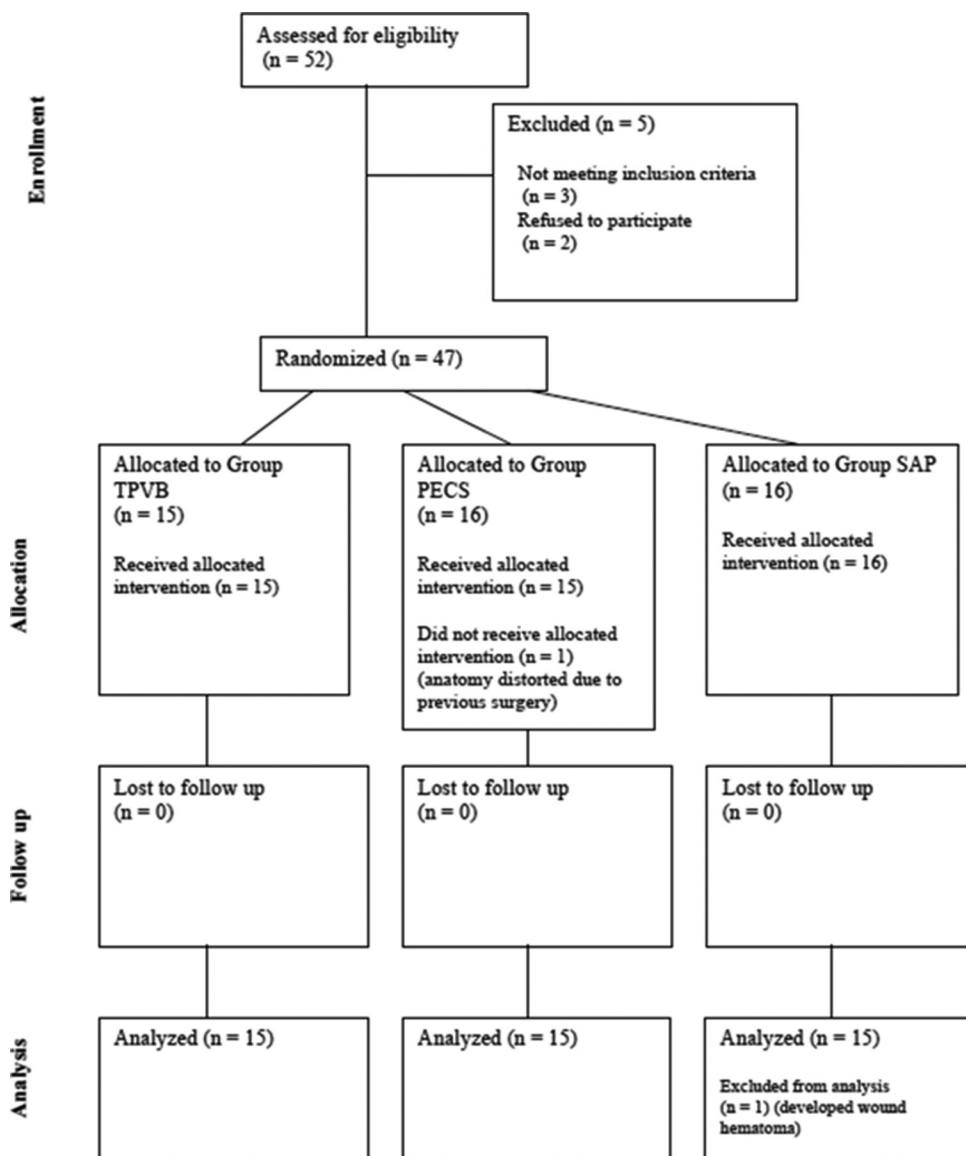 Enrollment
Assessed for eligibility
(n = 52)
Excluded (n = 5)
Not meeting inclusion criteria
(n = 3)
Refused to participate
(n = 2)
Randomized (n = 47)
Allocation
Allocated to Group
TPVB
(n = 15)
Received allocated
intervention (n = 15)
Allocated to Group
PECS
(n = 16)
Received allocated
intervention (n = 15)
Did not receive allocated
intervention (n = 1)
(anatomy distorted due to
previous surgery)
Allocated to Group SAP
(n = 16)
Received allocated
intervention (n = 16)
Follow up
Lost to follow up
(n = 0)
Lost to follow up
(n = 0)
Lost to follow up
(n = 0)
Analysis
Analyzed (n = 15)
Analyzed (n = 15)
Analyzed (n = 15)
Excluded from analysis
(n = 1) (developed wound
hematoma)